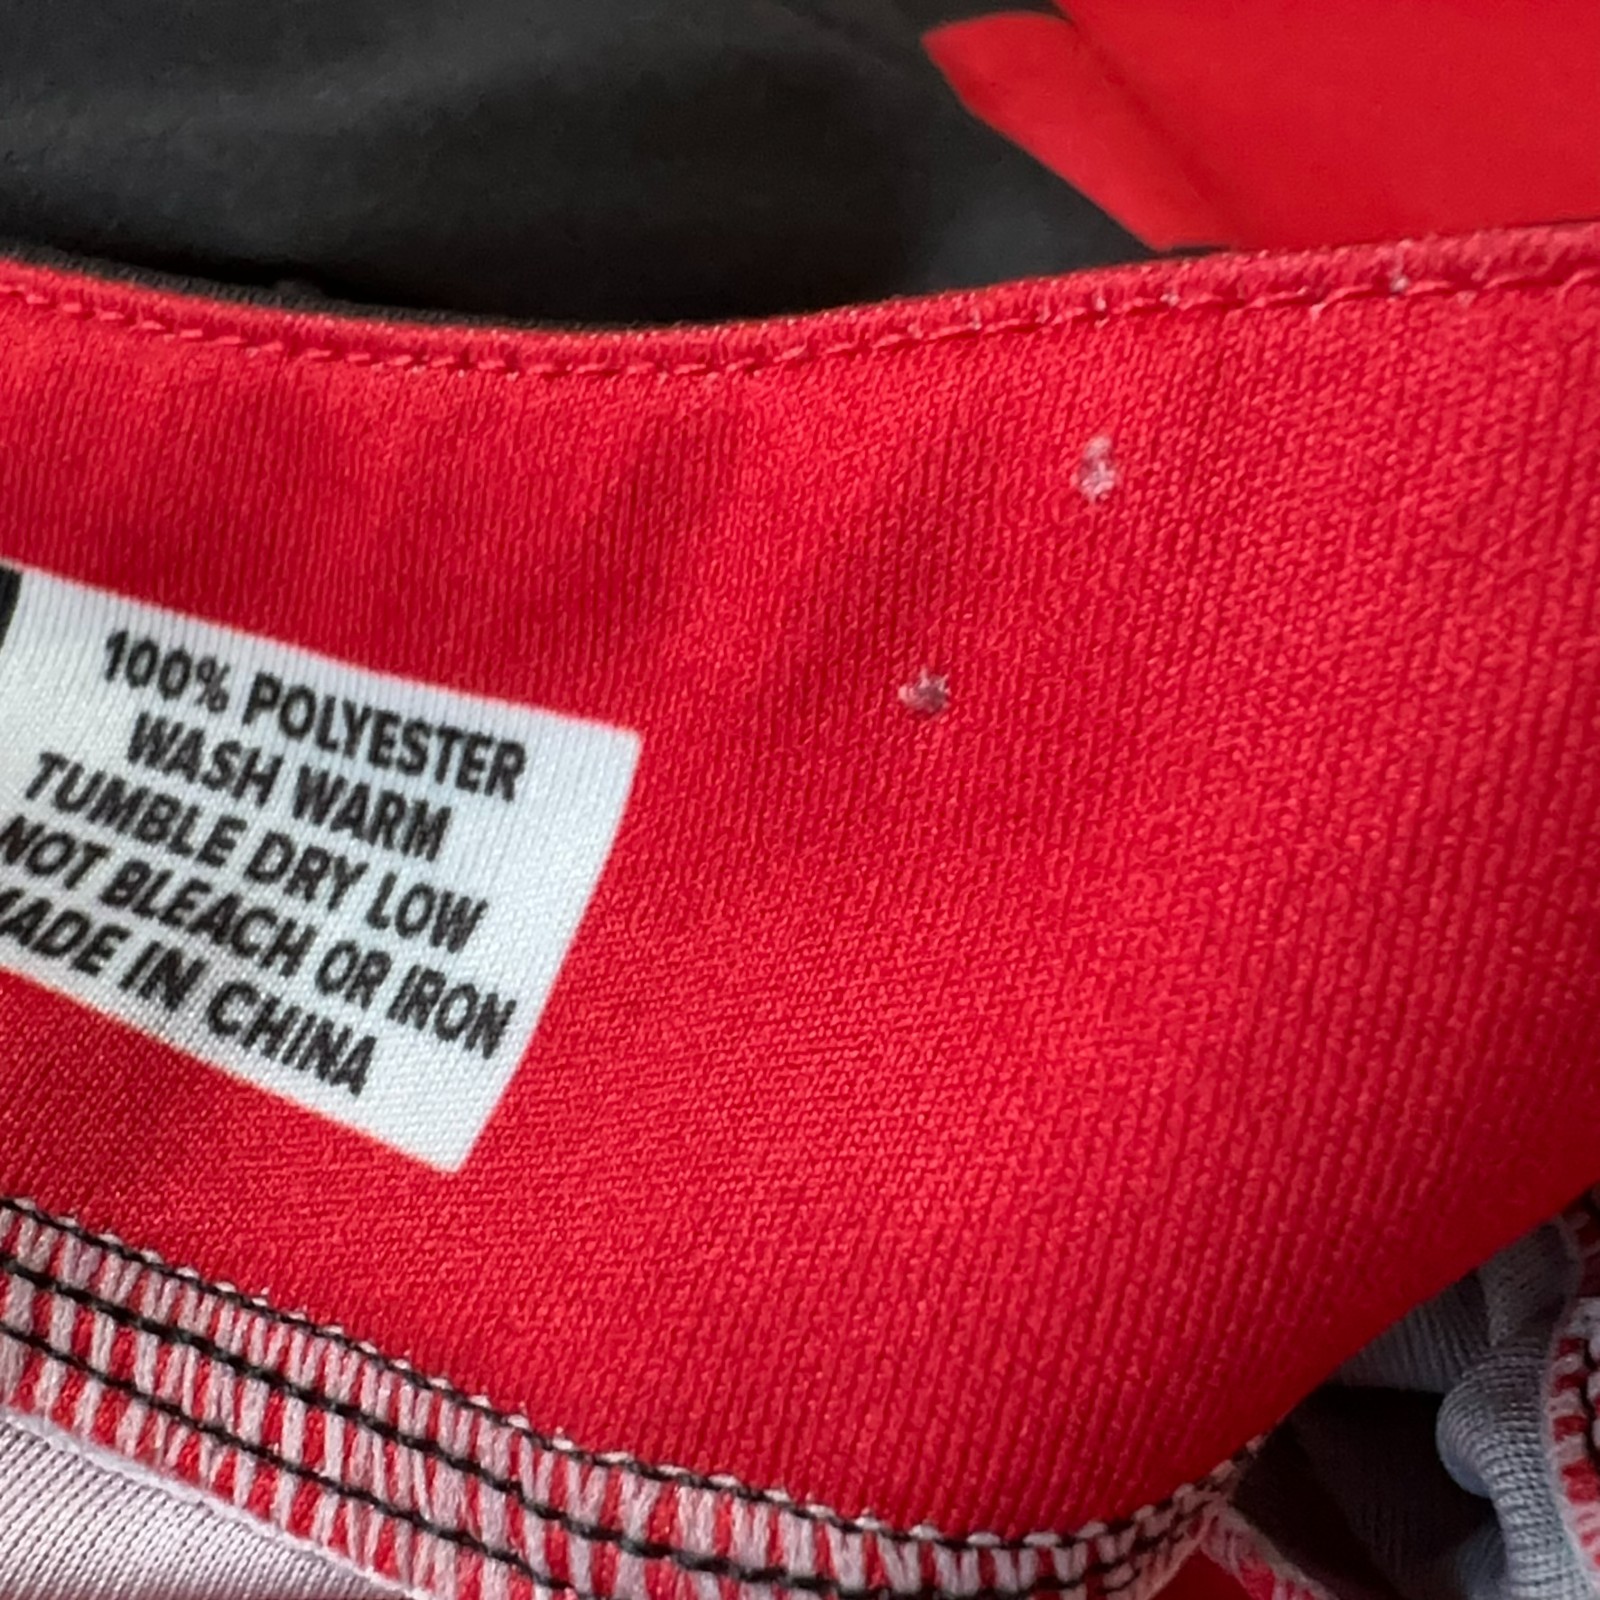 100% POLYESTER
WASH WARM
TUMBLE DRY LOW
NOT BLEACH OR IRON
MADE IN CHINA